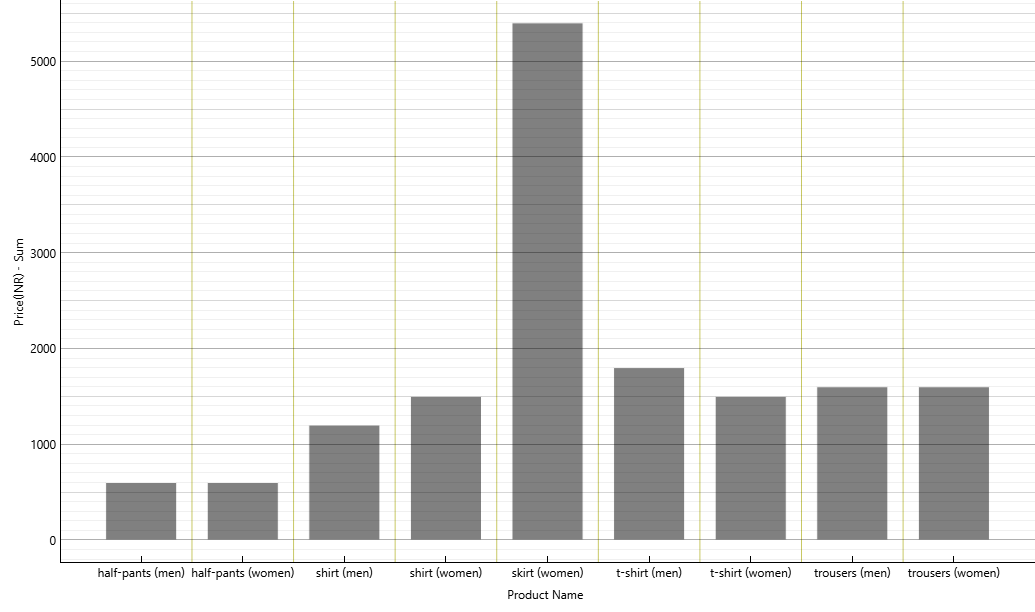 5000
4000
3000
2000
1000
0
Price(INR) - Sum
half-pants (men) half-pants (women) shirt (men) shirt (women) skirt (women) t-shirt (men) t-shirt (women) trousers (men) trousers (women)
Product Name